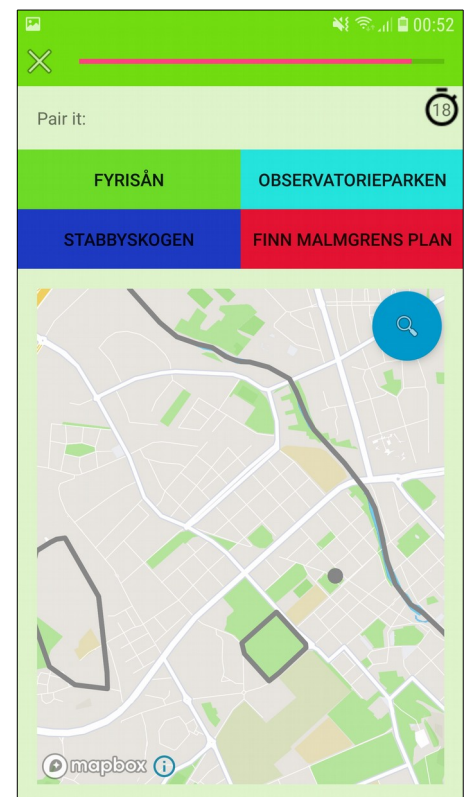 00:52
Pair it:
18
FYRISÅN
OBSERVATORIEPARKEN
STABBYSKOGEN
FINN MALMGRENS PLAN
mapbox